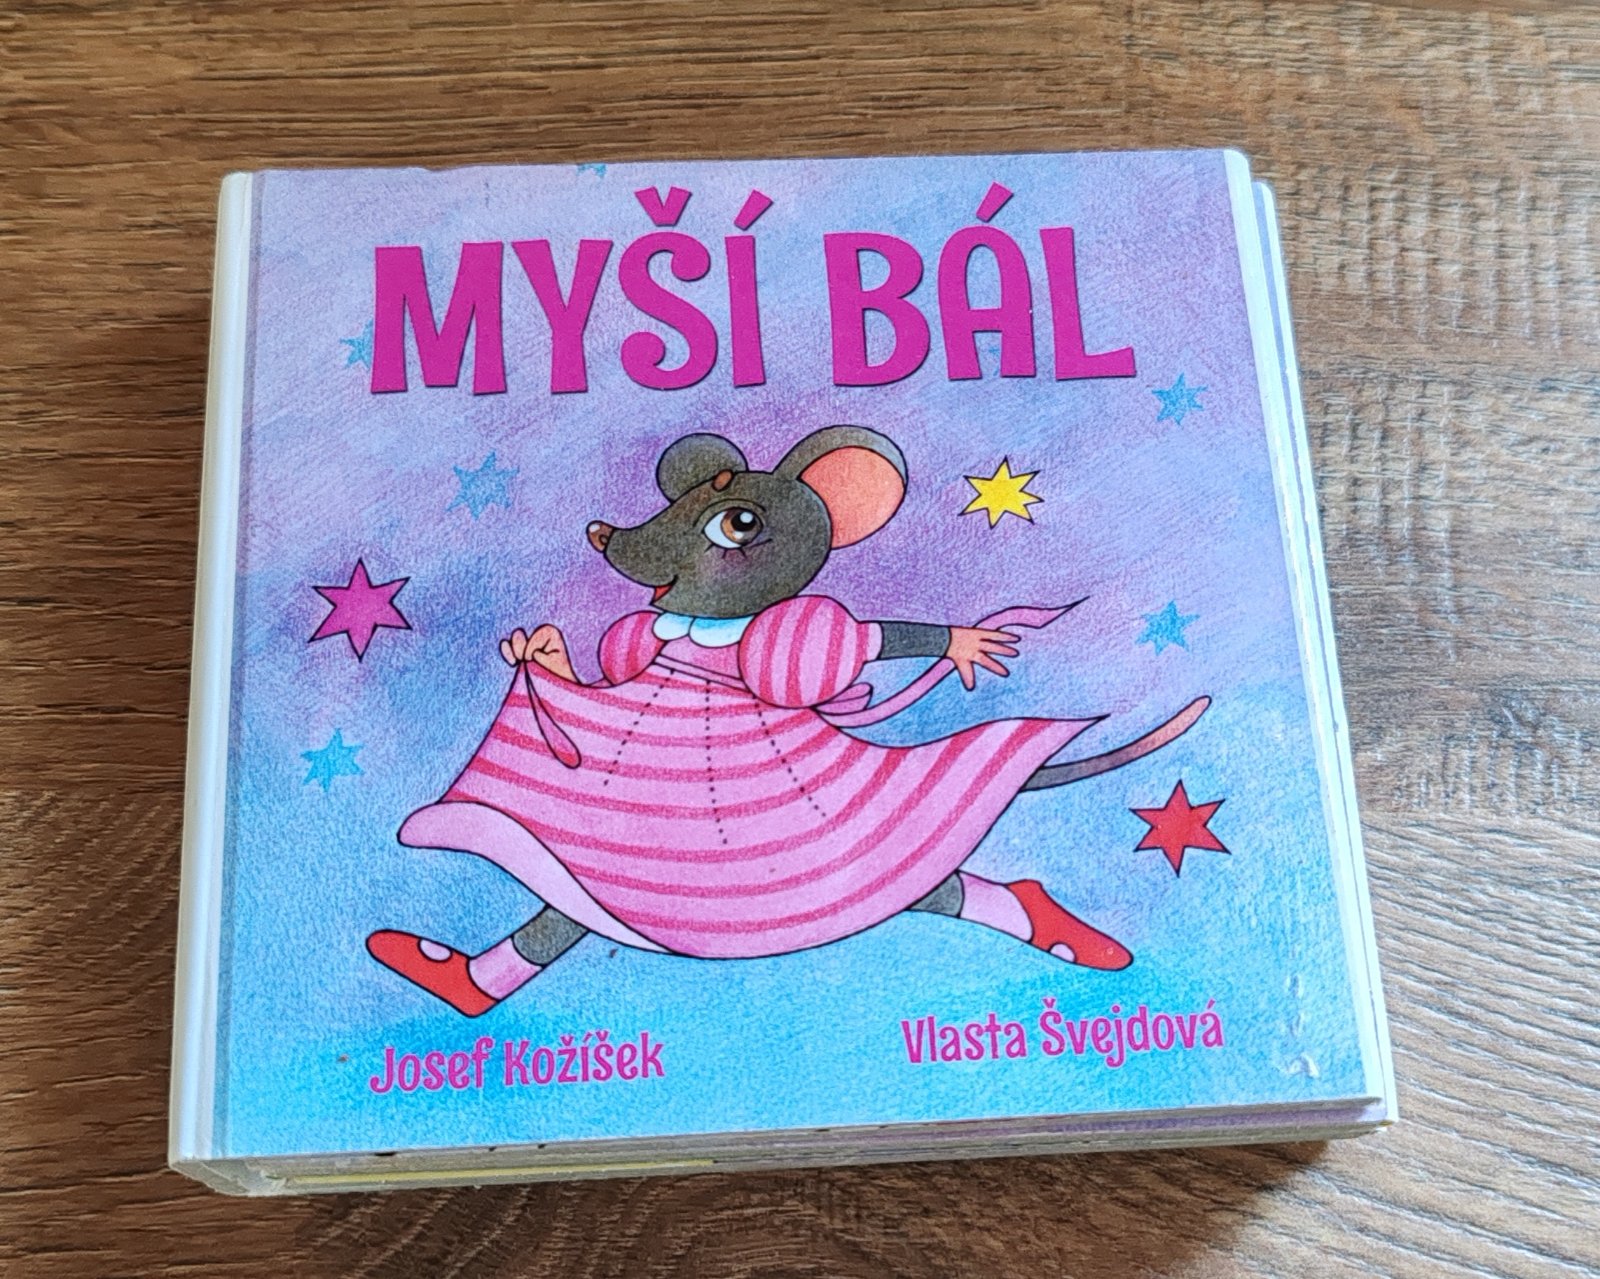 MYŠÍ BÁL
Josef Kožíšek
Vlasta Švejdová